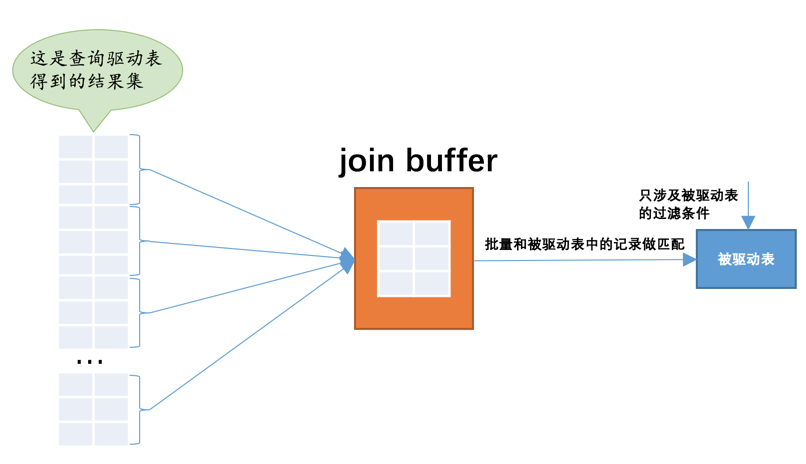 这是查询驱动表
得到的结果集
join buffer
只涉及被驱动表
的过滤条件
批量和被驱动表中的记录做匹配
被驱动表
...